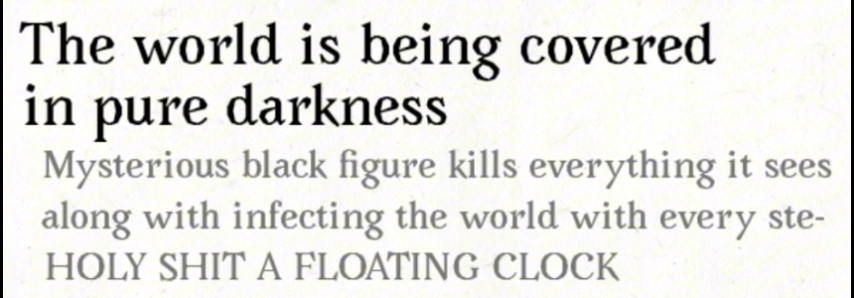 The world is being covered
in pure darkness
Mysterious black figure kills everything it sees
along with infecting the world with every ste-
HOLY SHIT A FLOATING CLOCK